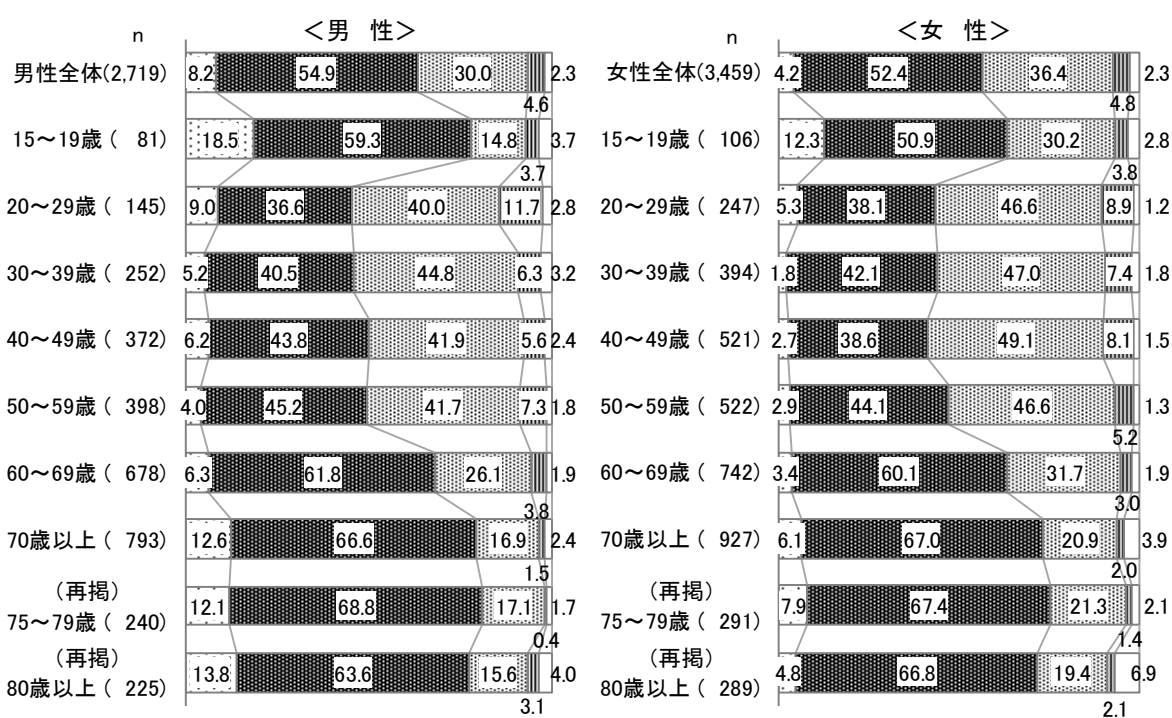 ＜男　性＞
n
男性全体(2,719) 8.2 54.9 30.0 2.3
4.6
15～19歳（　81） 18.5 59.3 14.8 3.7
3.7
20～29歳（ 145） 9.0 36.6 40.0 11.7 2.8
30～39歳（ 252） 5.2 40.5 44.8 6.3 3.2
40～49歳（ 372） 6.2 43.8 41.9 5.6 2.4
50～59歳（ 398） 4.0 45.2 41.7 7.3 1.8
60～69歳（ 678） 6.3 61.8 26.1 1.9
3.8
70歳以上（ 793） 12.6 66.6 16.9 2.4
1.5
（再掲）
75～79歳（ 240） 12.1 68.8 17.1 1.7
0.4
（再掲）
80歳以上（ 225） 13.8 63.6 15.6 4.0
3.1
＜女　性＞
n
女性全体(3,459) 4.2 52.4 36.4 2.3
4.8
15～19歳（ 106） 12.3 50.9 30.2 2.8
3.8
20～29歳（ 247） 5.3 38.1 46.6 8.9 1.2
30～39歳（ 394） 1.8 42.1 47.0 7.4 1.8
40～49歳（ 521） 2.7 38.6 49.1 8.1 1.5
50～59歳（ 522） 2.9 44.1 46.6 1.3
5.2
60～69歳（ 742） 3.4 60.1 31.7 1.9
3.0
70歳以上（ 927） 6.1 67.0 20.9 3.9
2.0
（再掲）
75～79歳（ 291） 7.9 67.4 21.3 2.1
1.4
（再掲）
80歳以上（ 289） 4.8 66.8 19.4 6.9
2.1